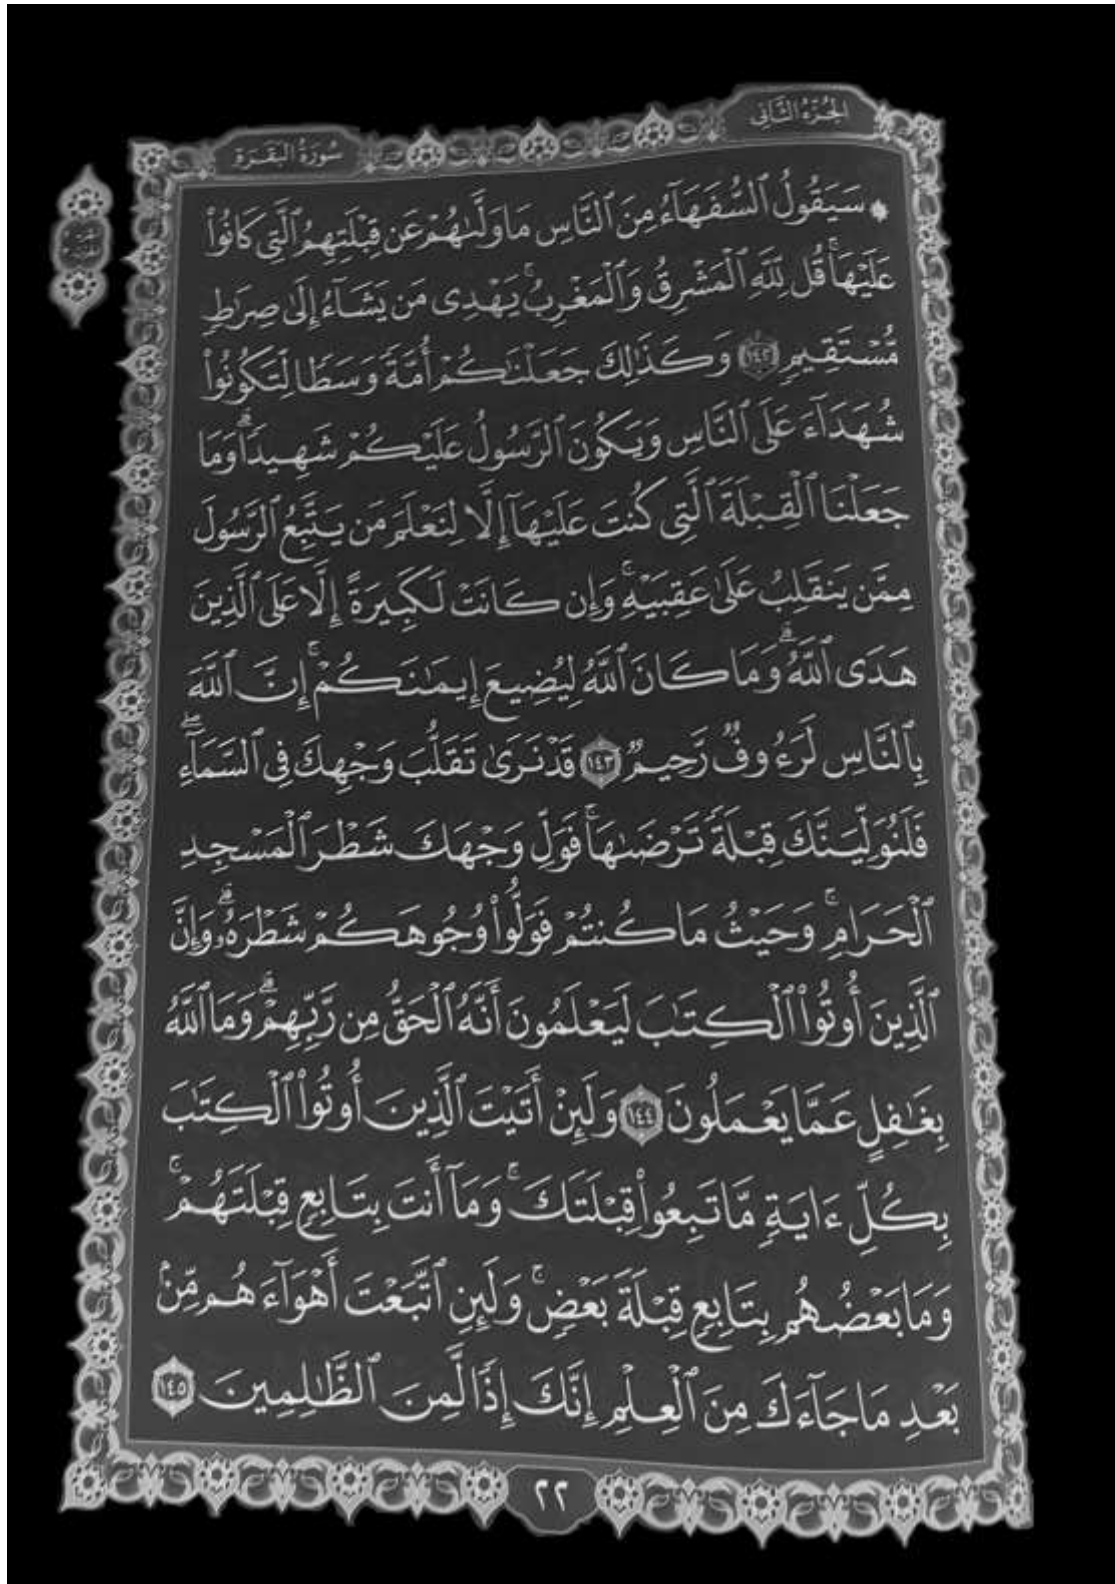 الجزء الثاني
سورة البقرة
۞ سَيَقُولُ ٱلسُّفَهَآءُ مِنَ ٱلنَّاسِ مَا وَلَّىٰهُمْ عَن قِبْلَتِهِمُ ٱلَّتِى كَانُوا۟
عَلَيْهَا ۚ قُل لِّلَّهِ ٱلْمَشْرِقُ وَٱلْمَغْرِبُ ۚ يَهْدِى مَن يَشَآءُ إِلَىٰ صِرَٰطٍ
مُّسْتَقِيمٍ ١٤٢ وَكَذَٰلِكَ جَعَلْنَٰكُمْ أُمَّةً وَسَطًا لِّتَكُونُوا۟
شُهَدَآءَ عَلَى ٱلنَّاسِ وَيَكُونَ ٱلرَّسُولُ عَلَيْكُمْ شَهِيدًا ۗ وَمَا
جَعَلْنَا ٱلْقِبْلَةَ ٱلَّتِى كُنتَ عَلَيْهَآ إِلَّا لِنَعْلَمَ مَن يَتَّبِعُ ٱلرَّسُولَ
مِمَّن يَنقَلِبُ عَلَىٰ عَقِبَيْهِ ۚ وَإِن كَانَتْ لَكَبِيرَةً إِلَّا عَلَى ٱلَّذِينَ
هَدَى ٱللَّهُ ۗ وَمَا كَانَ ٱللَّهُ لِيُضِيعَ إِيمَٰنَكُمْ ۚ إِنَّ ٱللَّهَ
بِٱلنَّاسِ لَرَءُوفٌ رَّحِيمٌ ١٤٣ قَدْ نَرَىٰ تَقَلُّبَ وَجْهِكَ فِى ٱلسَّمَآءِ ۖ
فَلَنُوَلِّيَنَّكَ قِبْلَةً تَرْضَىٰهَا ۚ فَوَلِّ وَجْهَكَ شَطْرَ ٱلْمَسْجِدِ
ٱلْحَرَامِ ۚ وَحَيْثُ مَا كُنتُمْ فَوَلُّوا۟ وُجُوهَكُمْ شَطْرَهُۥ ۗ وَإِنَّ
ٱلَّذِينَ أُوتُوا۟ ٱلْكِتَٰبَ لَيَعْلَمُونَ أَنَّهُ ٱلْحَقُّ مِن رَّبِّهِمْ ۗ وَمَا ٱللَّهُ
بِغَٰفِلٍ عَمَّا يَعْمَلُونَ ١٤٤ وَلَئِنْ أَتَيْتَ ٱلَّذِينَ أُوتُوا۟ ٱلْكِتَٰبَ
بِكُلِّ ءَايَةٍ مَّا تَبِعُوا۟ قِبْلَتَكَ ۚ وَمَآ أَنتَ بِتَابِعٍ قِبْلَتَهُمْ ۚ
وَمَا بَعْضُهُم بِتَابِعٍ قِبْلَةَ بَعْضٍ ۚ وَلَئِنِ ٱتَّبَعْتَ أَهْوَآءَهُم مِّنۢ
بَعْدِ مَا جَآءَكَ مِنَ ٱلْعِلْمِ ۙ إِنَّكَ إِذًا لَّمِنَ ٱلظَّٰلِمِينَ ١٤٥
٢٢